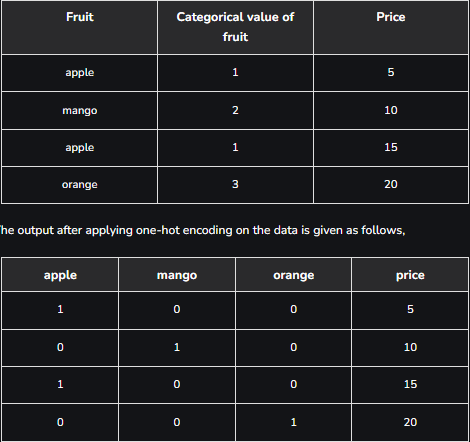 Fruit Categorical value of fruit Price
apple 1 5
mango 2 10
apple 1 15
orange 3 20
he output after applying one-hot encoding on the data is given as follows,
apple mango orange price
1 0 0 5
0 1 0 10
1 0 0 15
0 0 1 20